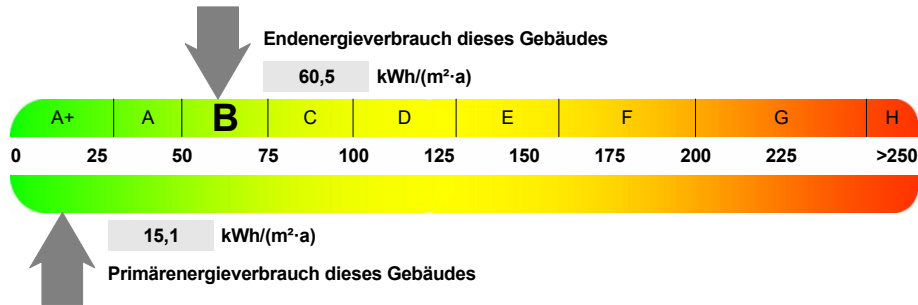 Endenergieverbrauch dieses Gebäudes
60,5 kWh/(m²·a)
A+ A B C D E F G H
0 25 50 75 100 125 150 175 200 225 >250
15,1 kWh/(m²·a)
Primärenergieverbrauch dieses Gebäudes